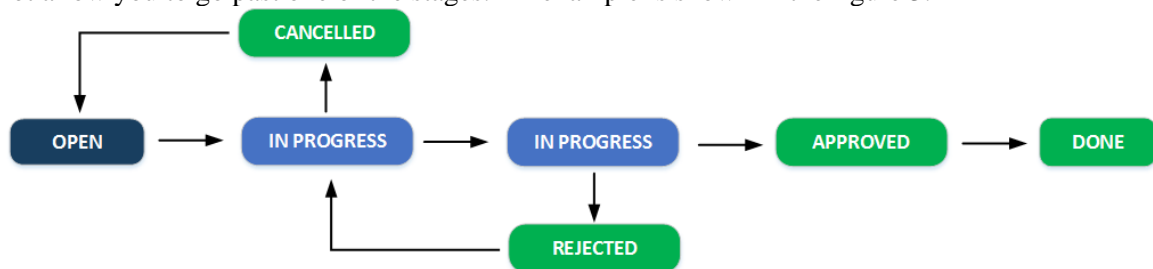 CANCELLED
OPEN
IN PROGRESS
IN PROGRESS
APPROVED
DONE
REJECTED